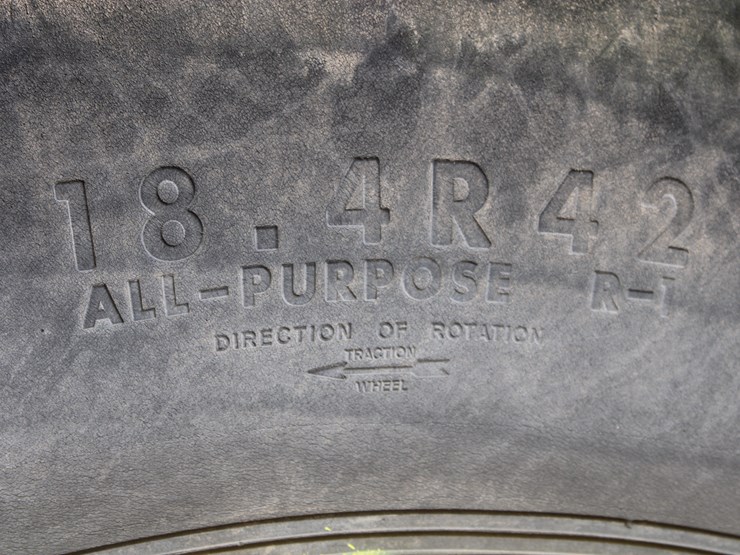 18.4R42
ALL-PURPOSE R-1
DIRECTION OF ROTATION
TRACTION
WHEEL